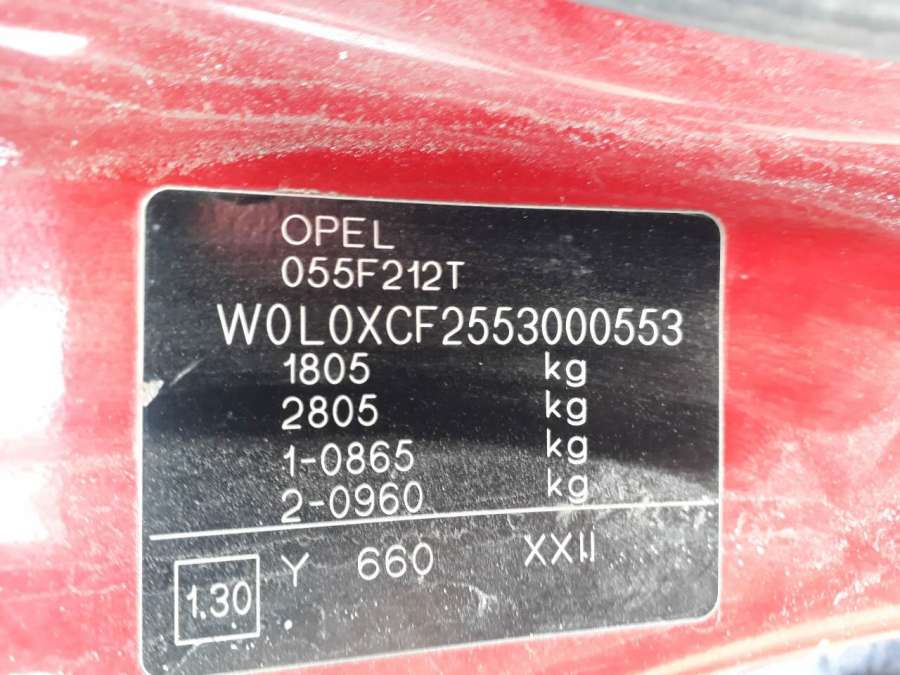 OPEL
055F212T
W0L0XCF2553000553
1805 kg
2805 kg
1-0865 kg
2-0960 kg
1.30 Y 660 XXII